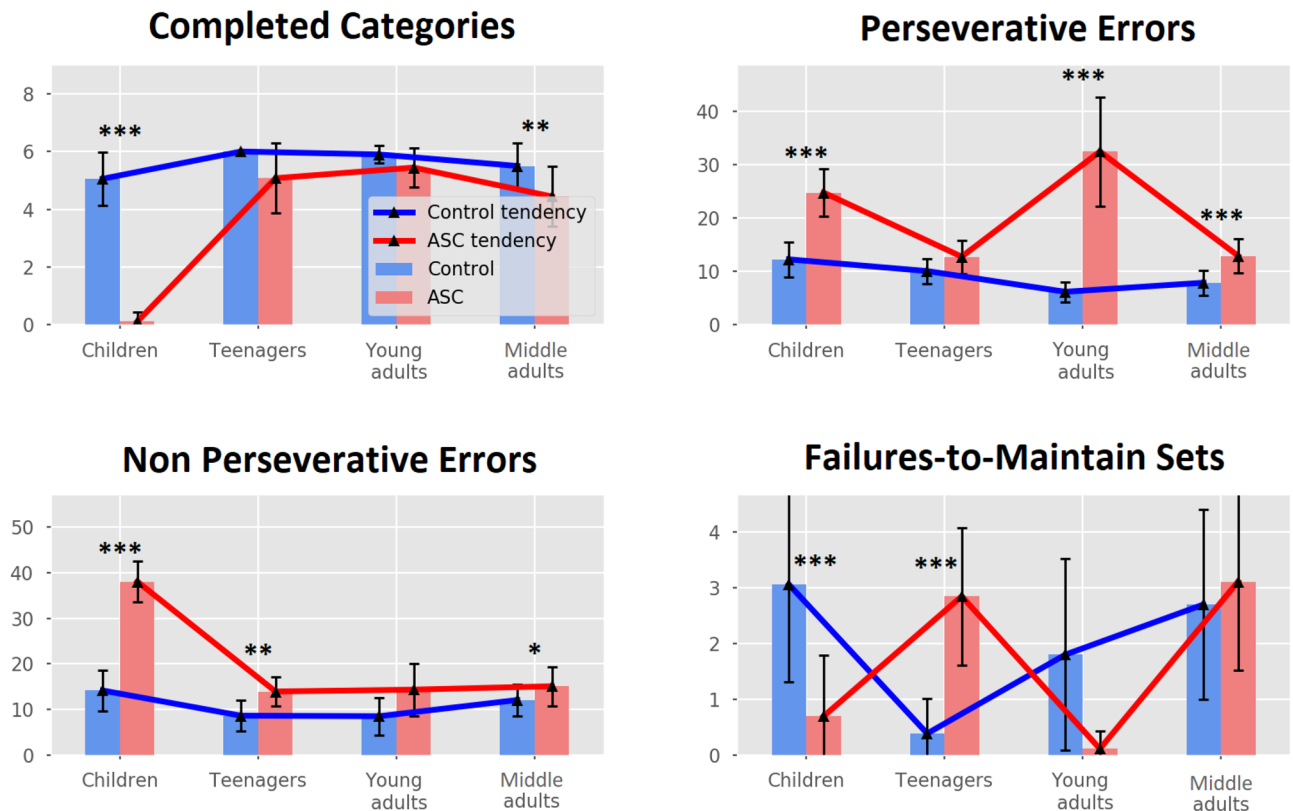 Completed Categories
8
6
4
2
0
***
**
Control tendency
ASC tendency
Control
ASC
Children
Teenagers
Young
adults
Middle
adults
Perseverative Errors
40
30
20
10
0
***
***
***
Children
Teenagers
Young
adults
Middle
adults
Non Perseverative Errors
50
40
30
20
10
0
***
**
*
Children
Teenagers
Young
adults
Middle
adults
Failures-to-Maintain Sets
4
3
2
1
0
***
***
Children
Teenagers
Young
adults
Middle
adults